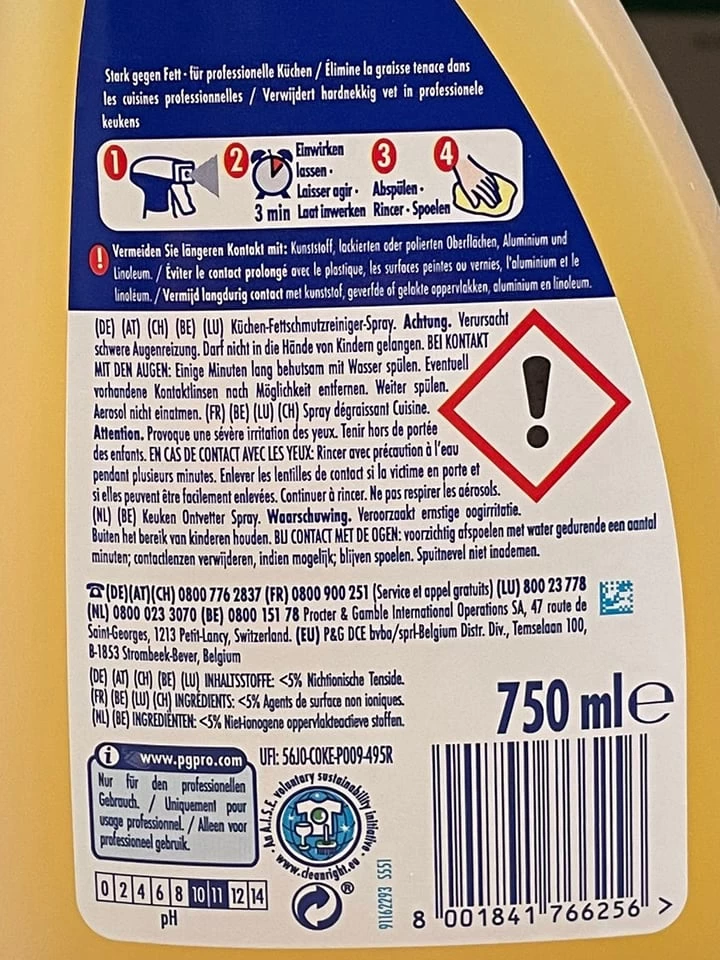 Stark gegen Fett - für professionelle Küchen / Élimine la graisse tenace dans
les cuisines professionnelles / Verwijdert hardnekkig vet in professionele
keukens
1 2 Einwirken lassen · Laisser agir · Laat inwerken 3 min
3 Abspülen · Rincer · Spoelen
4
! Vermeiden Sie längeren Kontakt mit: Kunststoff, lackierten oder polierten Oberflächen, Aluminium und
Linoleum. / Éviter le contact prolongé avec le plastique, les surfaces peintes ou vernies, l'aluminium et le
linoléum. / Vermijd langdurig contact met kunststof, geverfde of gelakte oppervlakken, aluminium en linoleum.
(DE) (AT) (CH) (BE) (LU) Küchen-Fettschmutzreiniger-Spray. Achtung. Verursacht
schwere Augenreizung. Darf nicht in die Hände von Kindern gelangen. BEI KONTAKT
MIT DEN AUGEN: Einige Minuten lang behutsam mit Wasser spülen. Eventuell
vorhandene Kontaktlinsen nach Möglichkeit entfernen. Weiter spülen.
Aerosol nicht einatmen. (FR) (BE) (LU) (CH) Spray dégraissant Cuisine.
Attention. Provoque une sévère irritation des yeux. Tenir hors de portée
des enfants. EN CAS DE CONTACT AVEC LES YEUX: Rincer avec précaution à l'eau
pendant plusieurs minutes. Enlever les lentilles de contact si la victime en porte et
si elles peuvent être facilement enlevées. Continuer à rincer. Ne pas respirer les aérosols.
(NL) (BE) Keuken Ontvetter Spray. Waarschuwing. Veroorzaakt ernstige oogirritatie.
Buiten het bereik van kinderen houden. BIJ CONTACT MET DE OGEN: voorzichtig afspoelen met water gedurende een aantal
minuten; contactlenzen verwijderen, indien mogelijk; blijven spoelen. Spuitnevel niet inademen.
(DE)(AT)(CH) 0800 776 2837 (FR) 0800 900 251 (Service et appel gratuits) (LU) 800 23 778
(NL) 0800 023 3070 (BE) 0800 151 78 Procter & Gamble International Operations SA, 47 route de
Saint-Georges, 1213 Petit-Lancy, Switzerland. (EU) P&G DCE bvba/sprl-Belgium Distr. Div., Temselaan 100,
B-1853 Strombeek-Bever, Belgium
(DE) (AT) (CH) (BE) (LU) INHALTSSTOFFE: <5% Nichtionische Tenside.
(FR) (BE) (LU) (CH) INGRÉDIENTS: <5% Agents de surface non ioniques.
(NL) (BE) INGREDIËNTEN: <5% Niet-ionogene oppervlakteactieve stoffen.
750 ml e
i www.pgpro.com
Nur für den professionellen
Gebrauch. / Uniquement pour
usage professionnel. / Alleen voor
professioneel gebruik.
UFI: 56J0-C0KE-P009-495R
An A.I.S.E. voluntary sustainability initiative · www.cleanright.eu ·
®
91162293 S551
0 2 4 6 8 10 11 12 14
pH
8 001841 766256 >